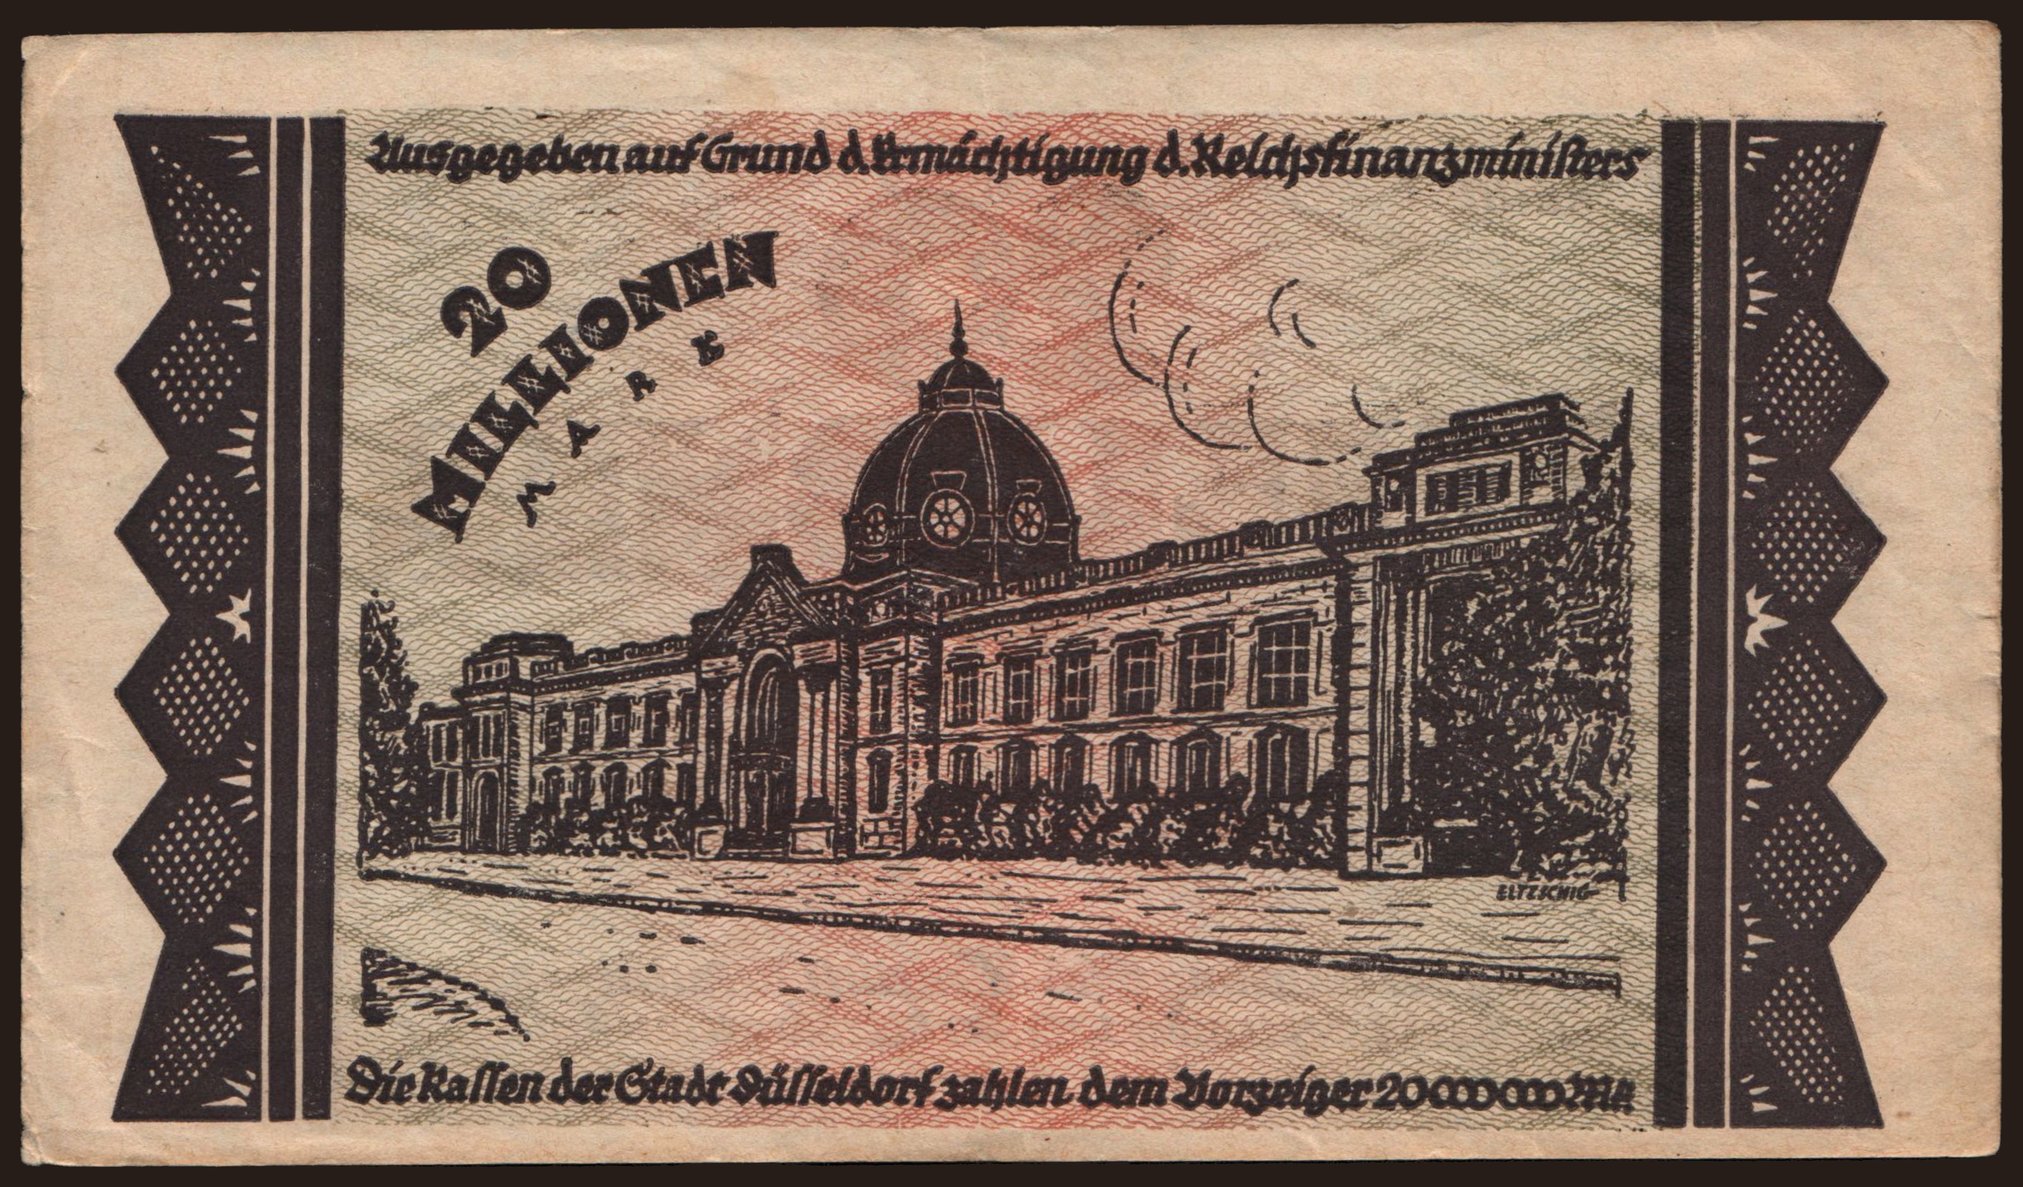 Ausgegeben auf Grund d. Ermächtigung d. Reichsfinanzministers
20
MILLIONEN
MARK
ELTZSCHIG
Die Kassen der Stadt Düsseldorf zahlen dem Vorzeiger 20000000 Mk